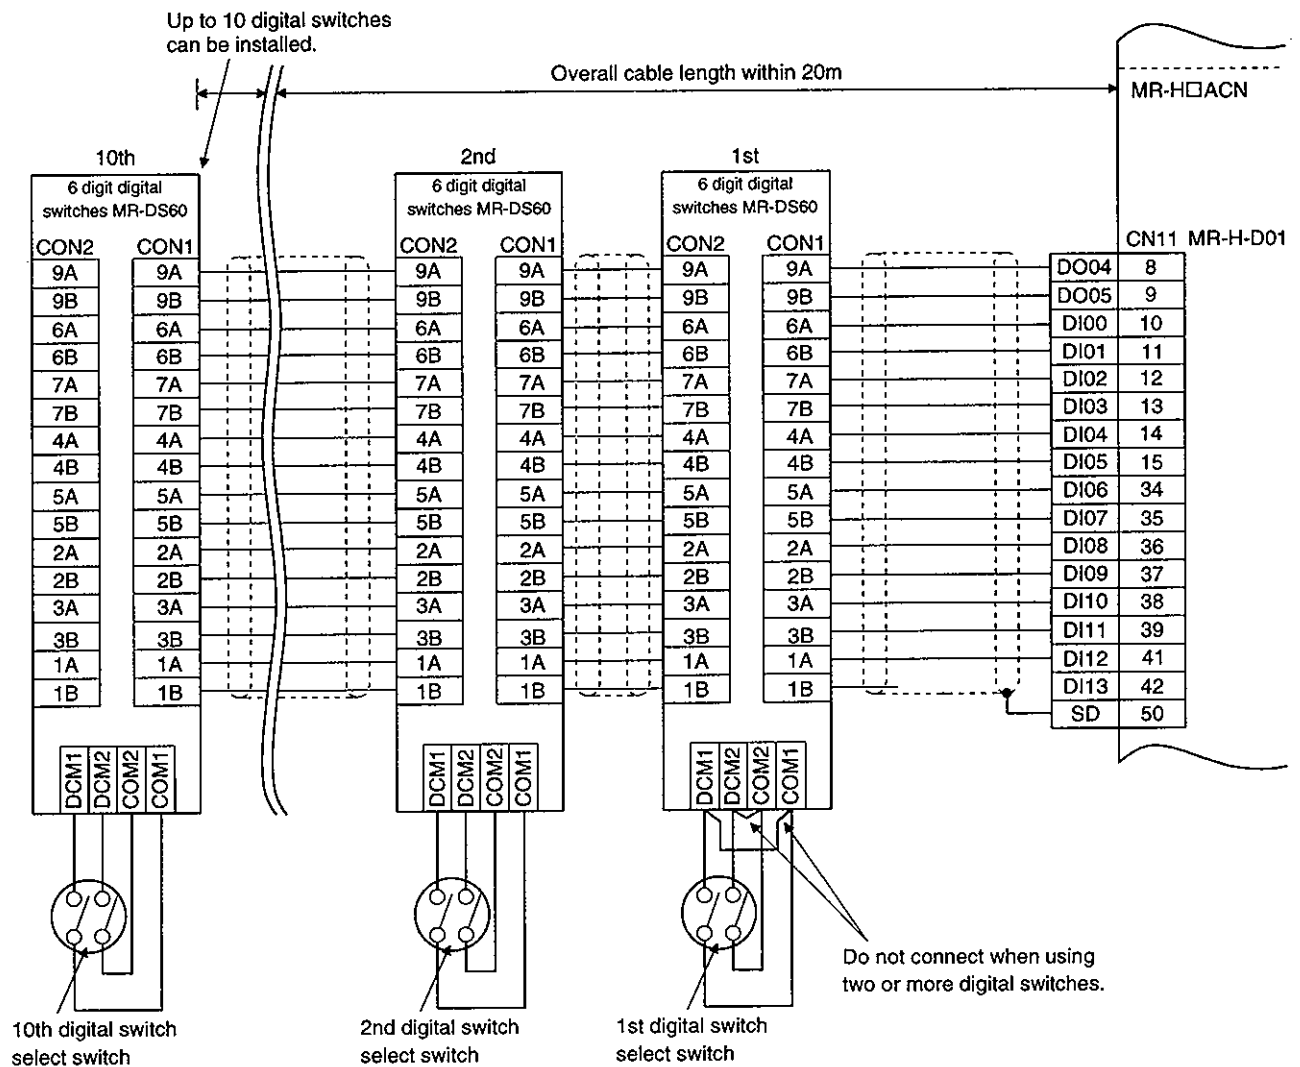 Up to 10 digital switches
can be installed.
Overall cable length within 20m
MR-H□ACN
10th
2nd
1st
6 digit digital
switches MR-DS60
6 digit digital
switches MR-DS60
6 digit digital
switches MR-DS60
CON2 CON1 CON2 CON1 CON2 CON1 CN11 MR-H-D01
9A 9A 9A 9A 9A 9A DO04 8
9B 9B 9B 9B 9B 9B DO05 9
6A 6A 6A 6A 6A 6A DI00 10
6B 6B 6B 6B 6B 6B DI01 11
7A 7A 7A 7A 7A 7A DI02 12
7B 7B 7B 7B 7B 7B DI03 13
4A 4A 4A 4A 4A 4A DI04 14
4B 4B 4B 4B 4B 4B DI05 15
5A 5A 5A 5A 5A 5A DI06 34
5B 5B 5B 5B 5B 5B DI07 35
2A 2A 2A 2A 2A 2A DI08 36
2B 2B 2B 2B 2B 2B DI09 37
3A 3A 3A 3A 3A 3A DI10 38
3B 3B 3B 3B 3B 3B DI11 39
1A 1A 1A 1A 1A 1A DI12 41
1B 1B 1B 1B 1B 1B DI13 42
SD 50
DCM1 DCM2 COM2 COM1
DCM1 DCM2 COM2 COM1
DCM1 DCM2 COM2 COM1
Do not connect when using
two or more digital switches.
10th digital switch
select switch
2nd digital switch
select switch
1st digital switch
select switch